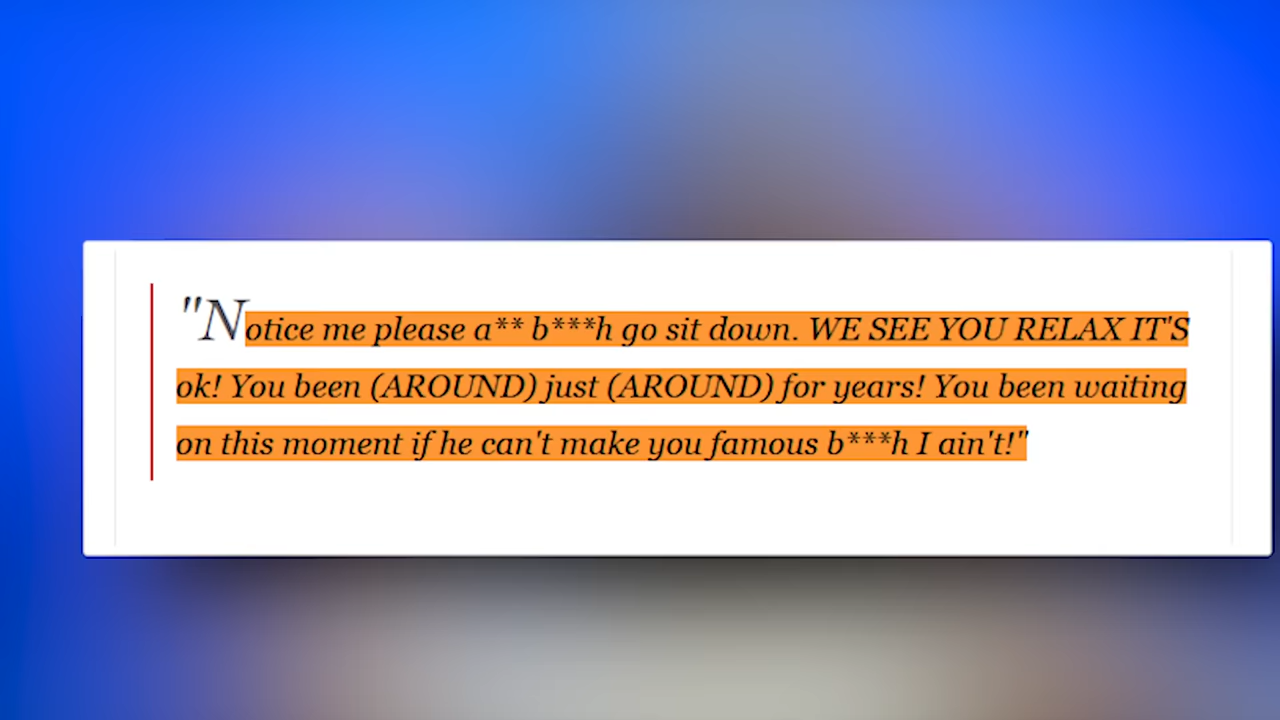 "Notice me please a** b***h go sit down. WE SEE YOU RELAX IT'S
ok! You been (AROUND) just (AROUND) for years! You been waiting
on this moment if he can't make you famous b***h I ain't!"